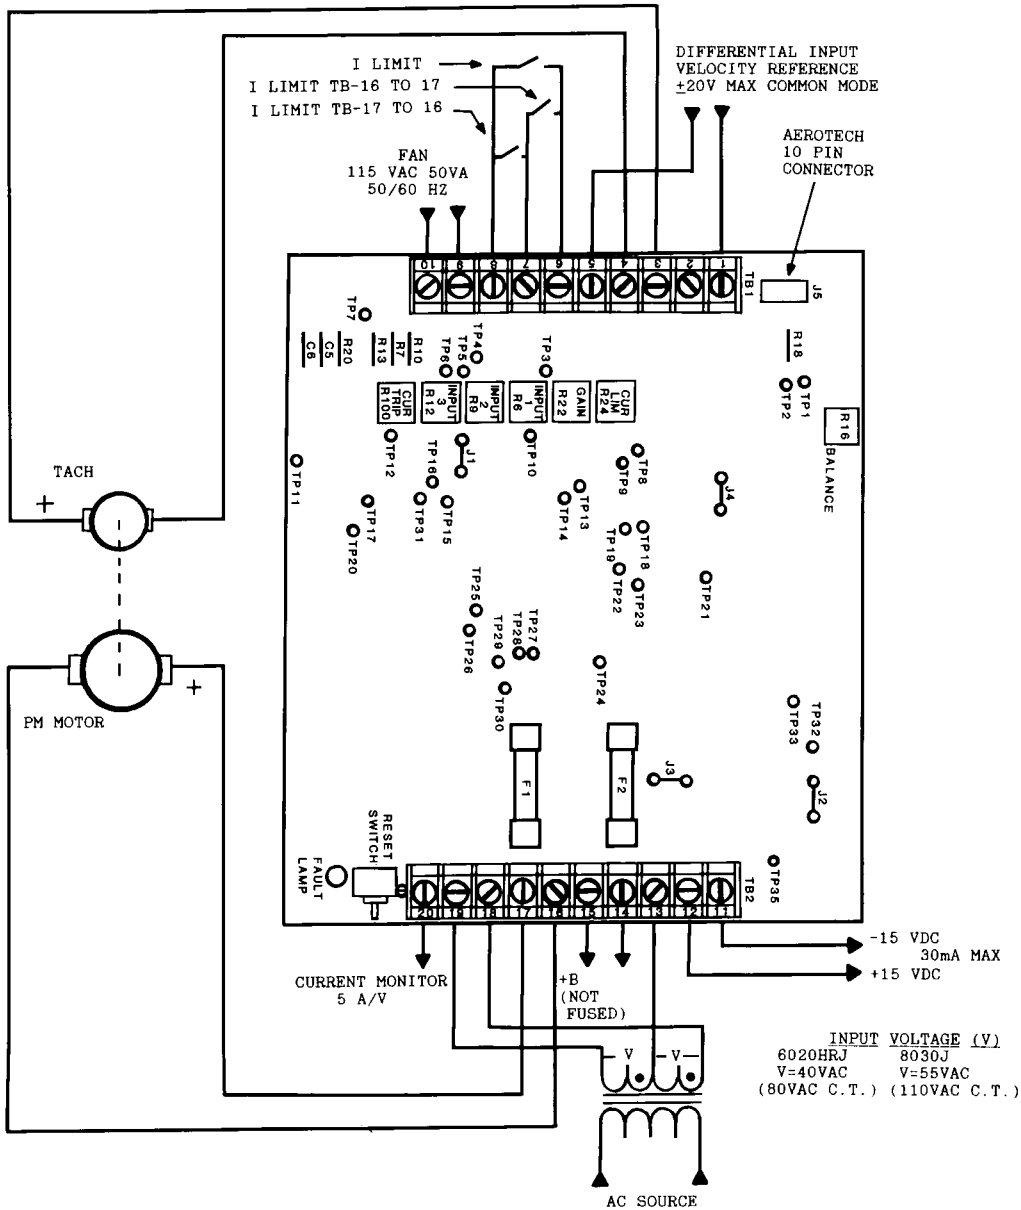 I LIMIT
I LIMIT TB-16 TO 17
I LIMIT TB-17 TO 16
FAN
115 VAC 50VA
50/60 HZ
DIFFERENTIAL INPUT
VELOCITY REFERENCE
±20V MAX COMMON MODE
AEROTECH
10 PIN
CONNECTOR
10 9 8 7 6 5 4 3 2 1
TB1
J5
TP7
C6
C5
R20
R13
R7
R10
TP6
TP5
TP4
TP3
R18
TP2
TP1
CUR
TRIP
R100
INPUT
3
R12
INPUT
2
R9
INPUT
1
R6
GAIN
R22
CUR
LIM
R24
R16
BALANCE
TP11
TP12
TP16
J1
TP10
TP8
TP9
J4
TACH
+
TP17
TP20
TP31
TP15
TP14
TP13
TP19
TP18
TP22
TP23
TP21
TP25
TP26
TP29
TP28
TP27
TP30
TP24
+
PM MOTOR
TP33
TP32
F1
F2
J3
J2
RESET
SWITCH
FAULT
LAMP
TP35
20 19 18 17 16 15 14 13 12 11
TB2
-15 VDC
30mA MAX
+15 VDC
CURRENT MONITOR
5 A/V
+B
(NOT
FUSED)
V
V
INPUT VOLTAGE (V)
6020HRJ 8030J
V=40VAC V=55VAC
(80VAC C.T.) (110VAC C.T.)
AC SOURCE